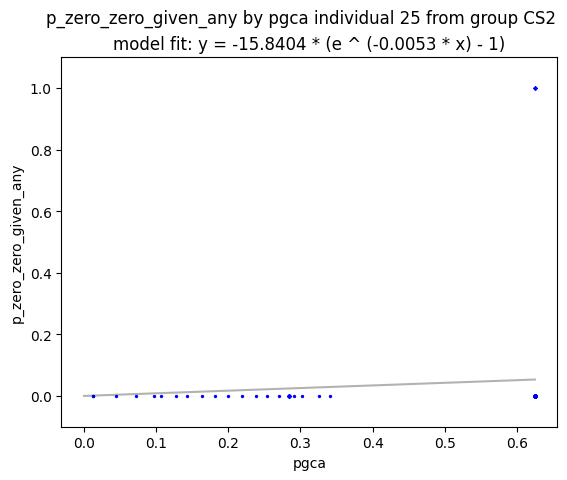 p_zero_zero_given_any by pgca individual 25 from group CS2
model fit: y = -15.8404 * (e ^ (-0.0053 * x) - 1)
1.0
0.8
0.6
0.4
0.2
0.0
p_zero_zero_given_any
0.0 0.1 0.2 0.3 0.4 0.5 0.6
pgca